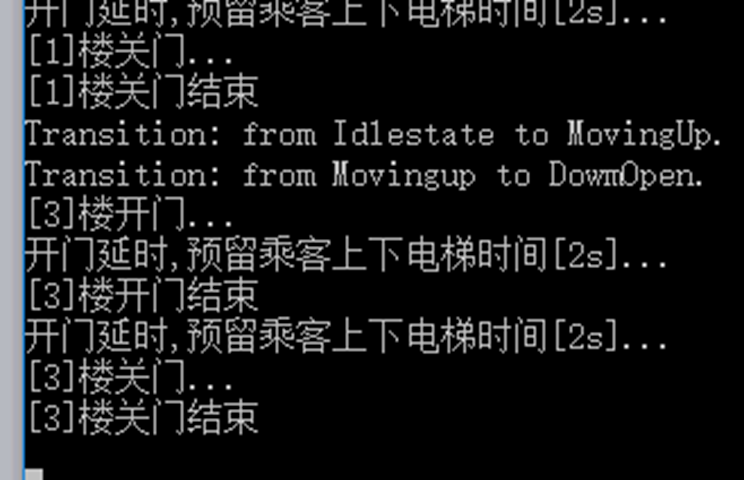 开门延时,预留乘客上下电梯时间[2s]...
[1]楼关门...
[1]楼关门结束
Transition: from Idlestate to MovingUp.
Transition: from Movingup to DowmOpen.
[3]楼开门...
开门延时,预留乘客上下电梯时间[2s]...
[3]楼开门结束
开门延时,预留乘客上下电梯时间[2s]...
[3]楼关门...
[3]楼关门结束